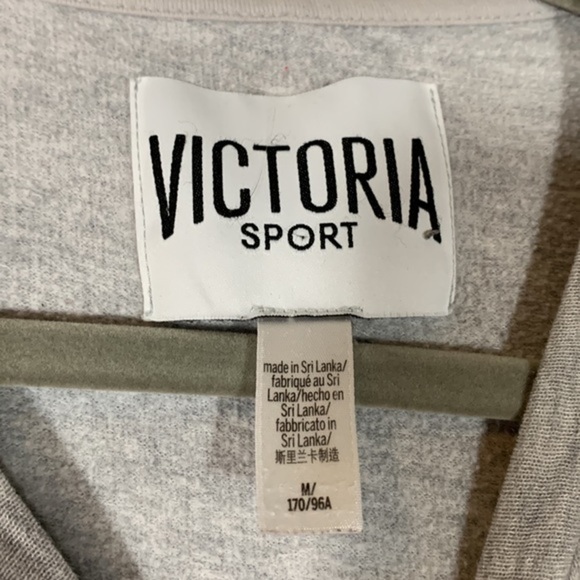 VICTORIA
SPORT
made in Sri Lanka/
fabriqué au Sri
Lanka/hecho en
Sri Lanka/
fabbricato in
Sri Lanka/
斯里兰卡制造
M/
170/96A